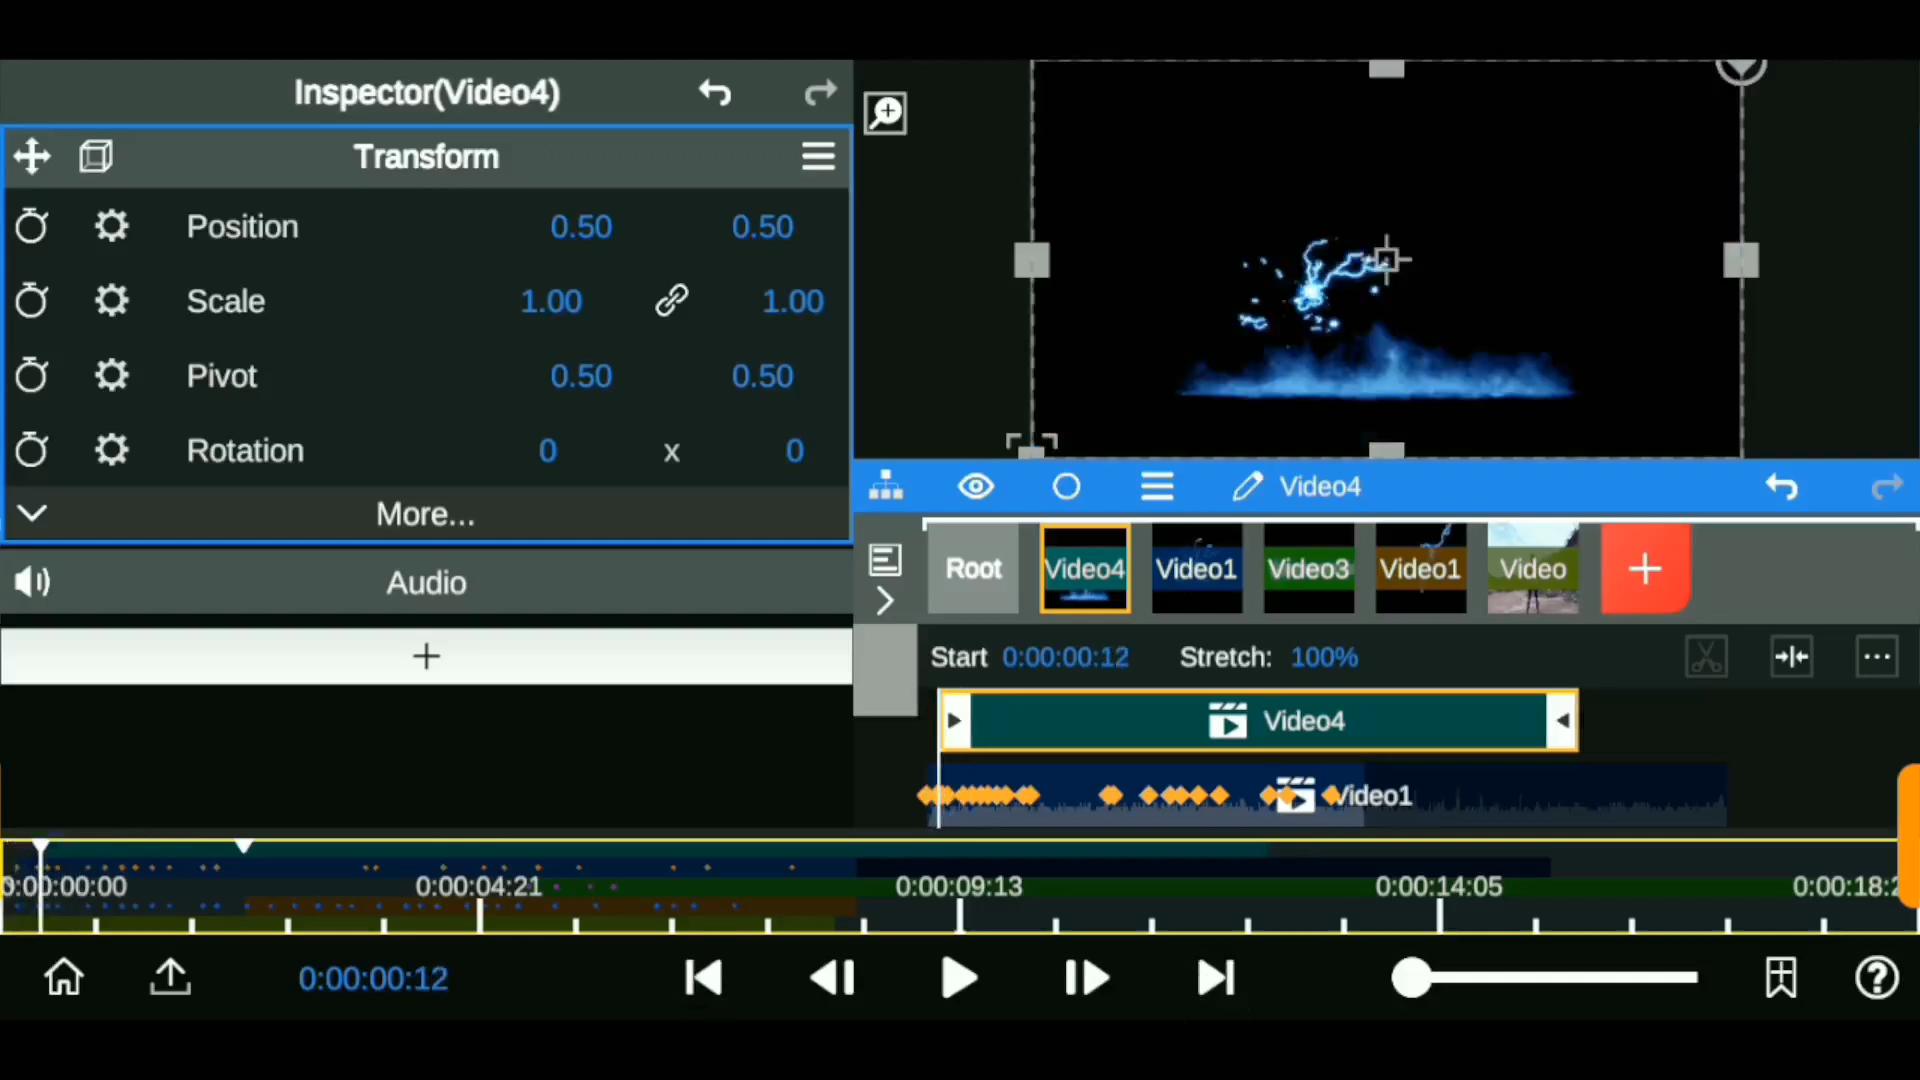 Inspector(Video4)
Transform
Position 0.50 0.50
Scale 1.00 1.00
Pivot 0.50 0.50
Rotation 0 x 0
More...
Audio
Video4
Root Video4 Video1 Video3 Video1 Video
Start 0:00:00:12 Stretch: 100%
Video4
Video1
0:00:00:00 0:00:04:21 0:00:09:13 0:00:14:05 0:00:18:2
0:00:00:12